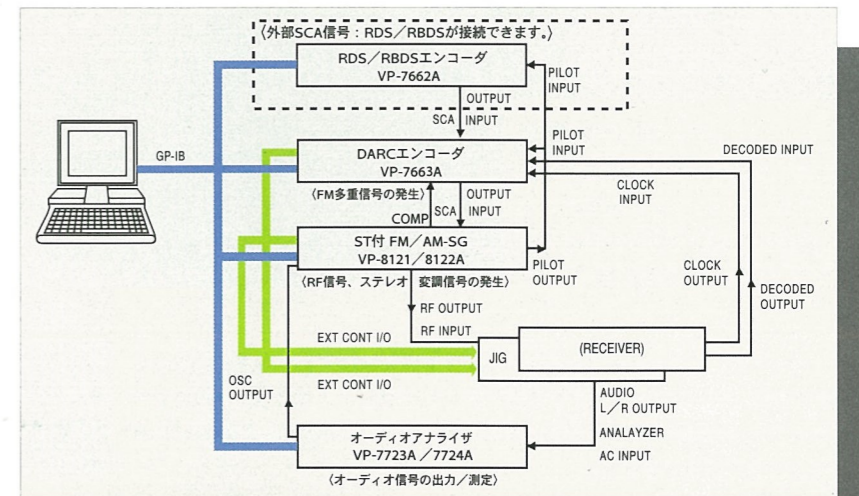 〈外部SCA信号：RDS／RBDSが接続できます。〉
RDS／RBDSエンコーダ
VP-7662A
PILOT
INPUT
OUTPUT
SCA INPUT
PILOT
INPUT
DECODED INPUT
GP-IB
DARCエンコーダ
VP-7663A
CLOCK
INPUT
〈FM多重信号の発生〉
OUTPUT
COMP
SCA INPUT
ST付 FM／AM-SG
VP-8121／8122A
PILOT
OUTPUT
CLOCK
OUTPUT
DECODED
OUTPUT
〈RF信号、ステレオ 変調信号の発生〉
RF OUTPUT
RF INPUT
EXT CONT I/O
JIG
(RECEIVER)
EXT CONT I/O
OSC
OUTPUT
AUDIO
L／R OUTPUT
ANALAYZER
AC INPUT
オーディオアナライザ
VP-7723A／7724A
〈オーディオ信号の出力／測定〉